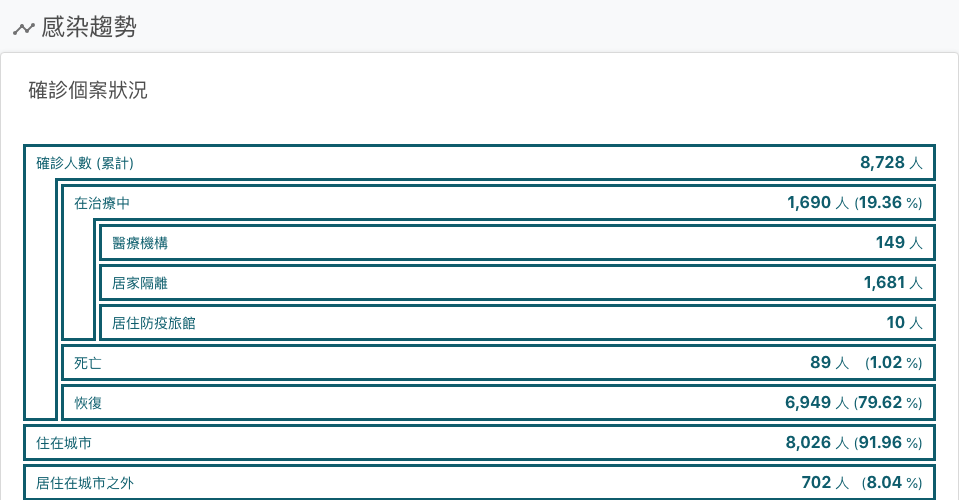 感染趨勢
確診個案狀況
確診人數 (累計) 8,728 人
在治療中 1,690 人 (19.36 %)
醫療機構 149 人
居家隔離 1,681 人
居住防疫旅館 10 人
死亡 89 人 (1.02 %)
恢復 6,949 人 (79.62 %)
住在城市 8,026 人 (91.96 %)
居住在城市之外 702 人 (8.04 %)